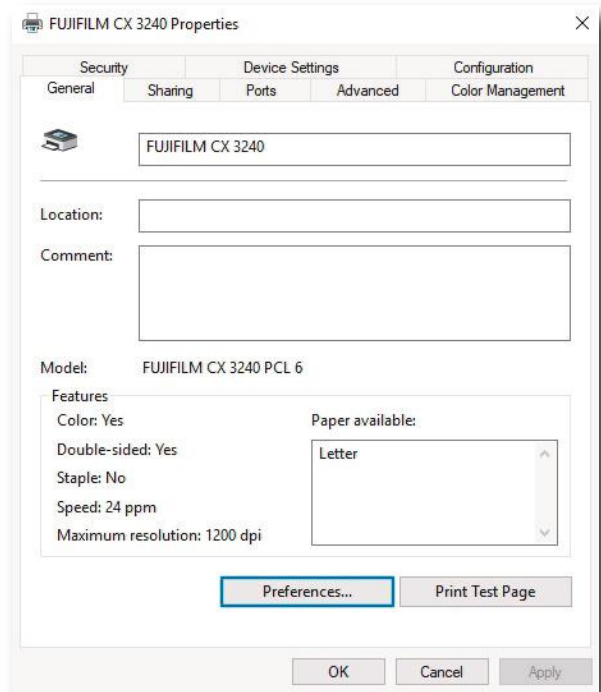 FUJIFILM CX 3240 Properties
Security Device Settings Configuration
General Sharing Ports Advanced Color Management
FUJIFILM CX 3240
Location:
Comment:
Model: FUJIFILM CX 3240 PCL 6
Features
Color: Yes Paper available:
Double-sided: Yes Letter
Staple: No
Speed: 24 ppm
Maximum resolution: 1200 dpi
Preferences... Print Test Page
OK Cancel Apply